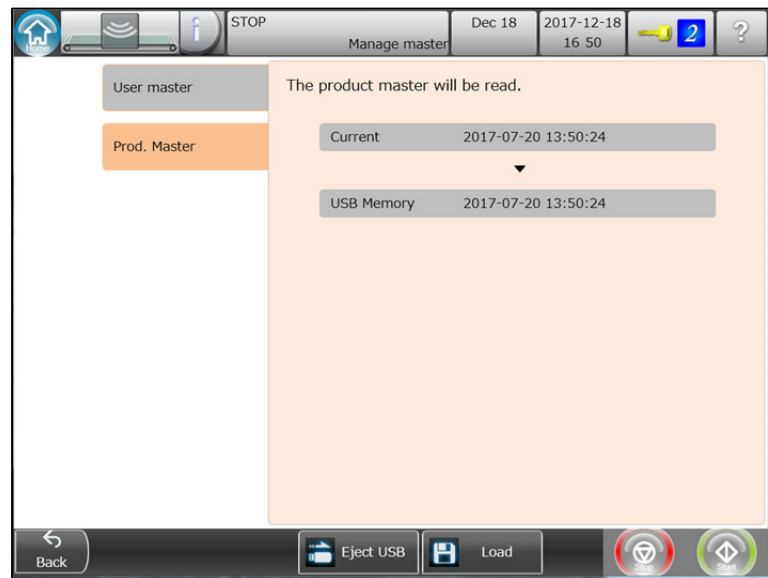 Home
i
STOP
Manage master
Dec 18
2017-12-18
16 50
2
?
User master
Prod. Master
The product master will be read.
Current 2017-07-20 13:50:24
USB Memory 2017-07-20 13:50:24
Back
Eject USB
Load
Stop
Start